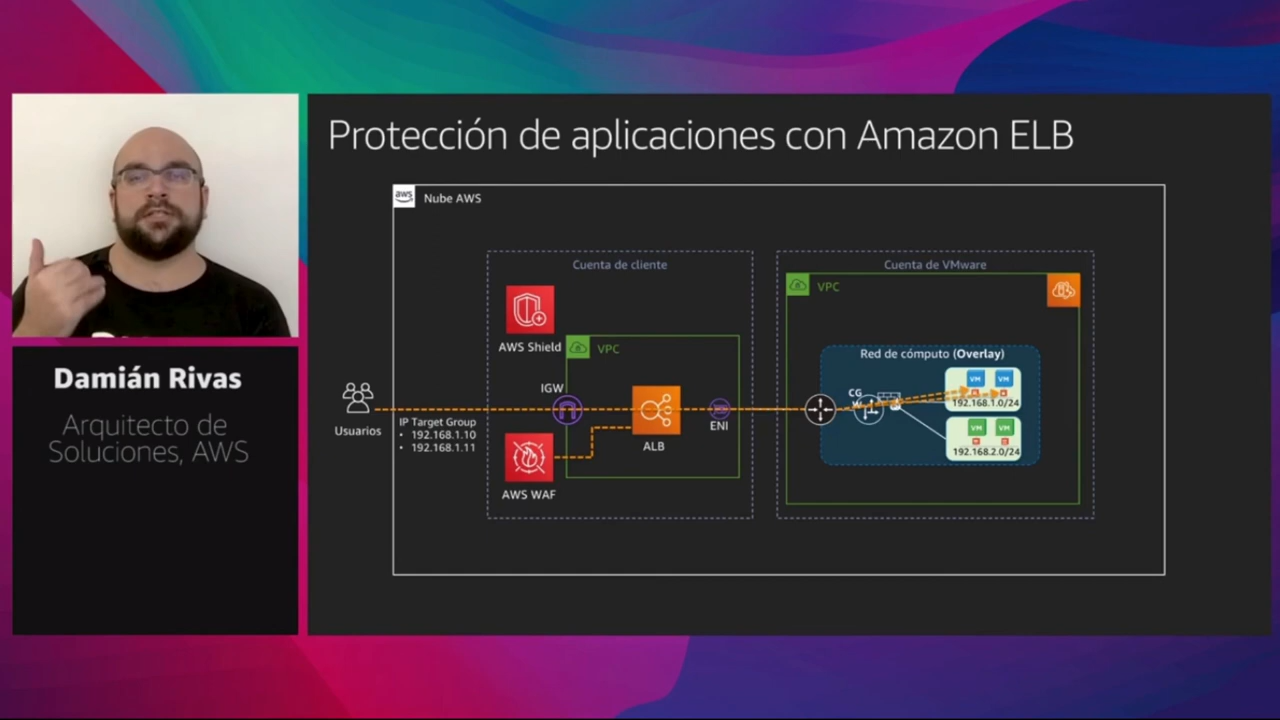 Protección de aplicaciones con Amazon ELB
Damián Rivas
Arquitecto de
Soluciones, AWS
aws
Nube AWS
Cuenta de cliente
AWS Shield
VPC
IGW
Usuarios
IP Target Group
• 192.168.1.10
• 192.168.1.11
ALB
ENI
AWS WAF
Cuenta de VMware
VPC
Red de cómputo (Overlay)
CG
W
VM VM
192.168.1.0/24
VM VM
192.168.2.0/24